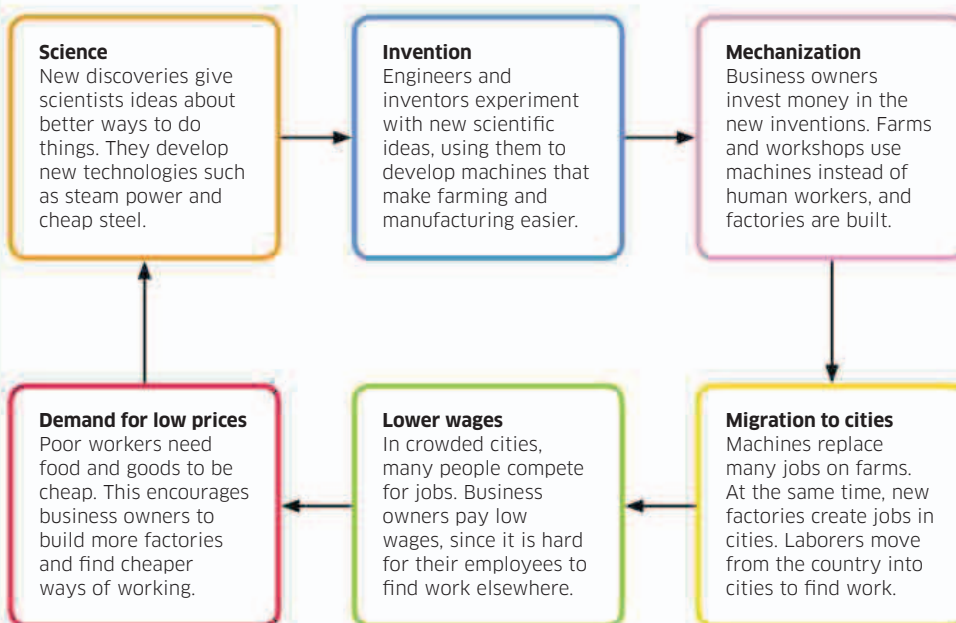 Science
New discoveries give
scientists ideas about
better ways to do
things. They develop
new technologies such
as steam power and
cheap steel.
Invention
Engineers and
inventors experiment
with new scientific
ideas, using them to
develop machines that
make farming and
manufacturing easier.
Mechanization
Business owners
invest money in the
new inventions. Farms
and workshops use
machines instead of
human workers, and
factories are built.
Migration to cities
Machines replace
many jobs on farms.
At the same time, new
factories create jobs in
cities. Laborers move
from the country into
cities to find work.
Lower wages
In crowded cities,
many people compete
for jobs. Business
owners pay low
wages, since it is hard
for their employees to
find work elsewhere.
Demand for low prices
Poor workers need
food and goods to be
cheap. This encourages
business owners to
build more factories
and find cheaper
ways of working.